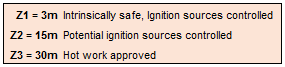 Z1 = 3m Intrinsically safe, Ignition sources controlled
Z2 = 15m Potential ignition sources controlled
Z3 = 30m Hot work approved